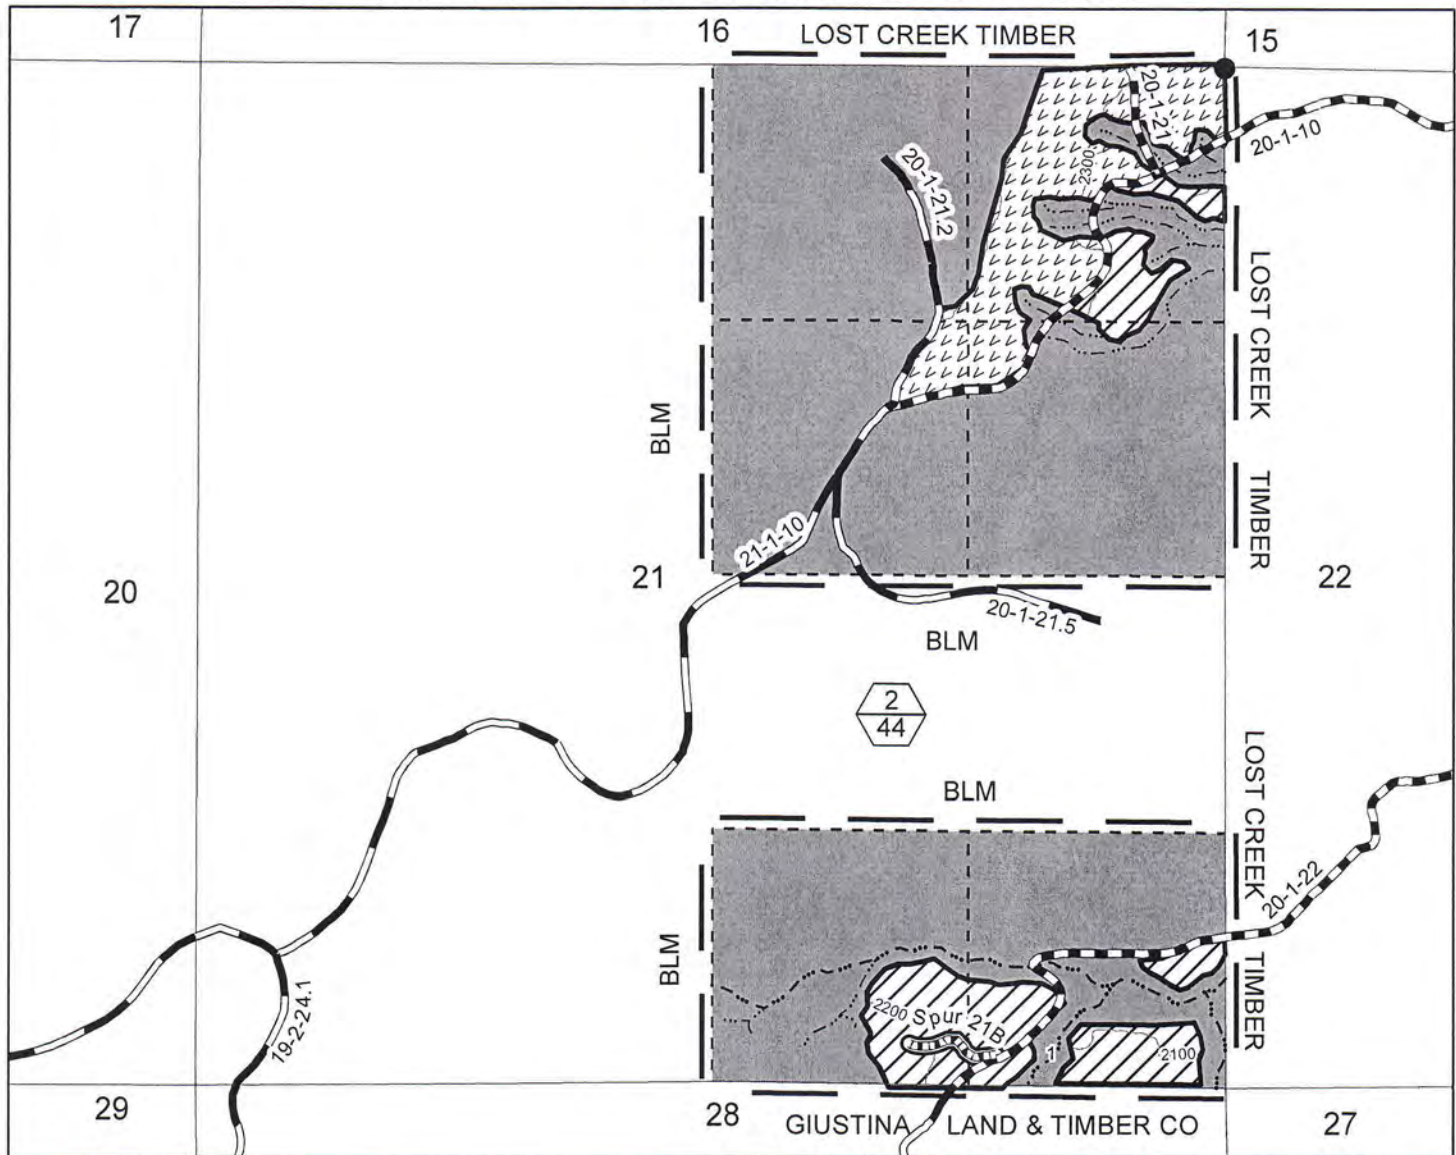 17
16
LOST CREEK TIMBER
15
20-1-21
20-1-10
2300
20-1-21.2
LOST CREEK
TIMBER
BLM
21-1-10
20
21
22
20-1-21.5
BLM
2
44
LOST CREEK
TIMBER
BLM
20-1-22
BLM
19-2-24.1
2200
Spur 21B
1
2100
29
28
GIUSTINA LAND & TIMBER CO
27